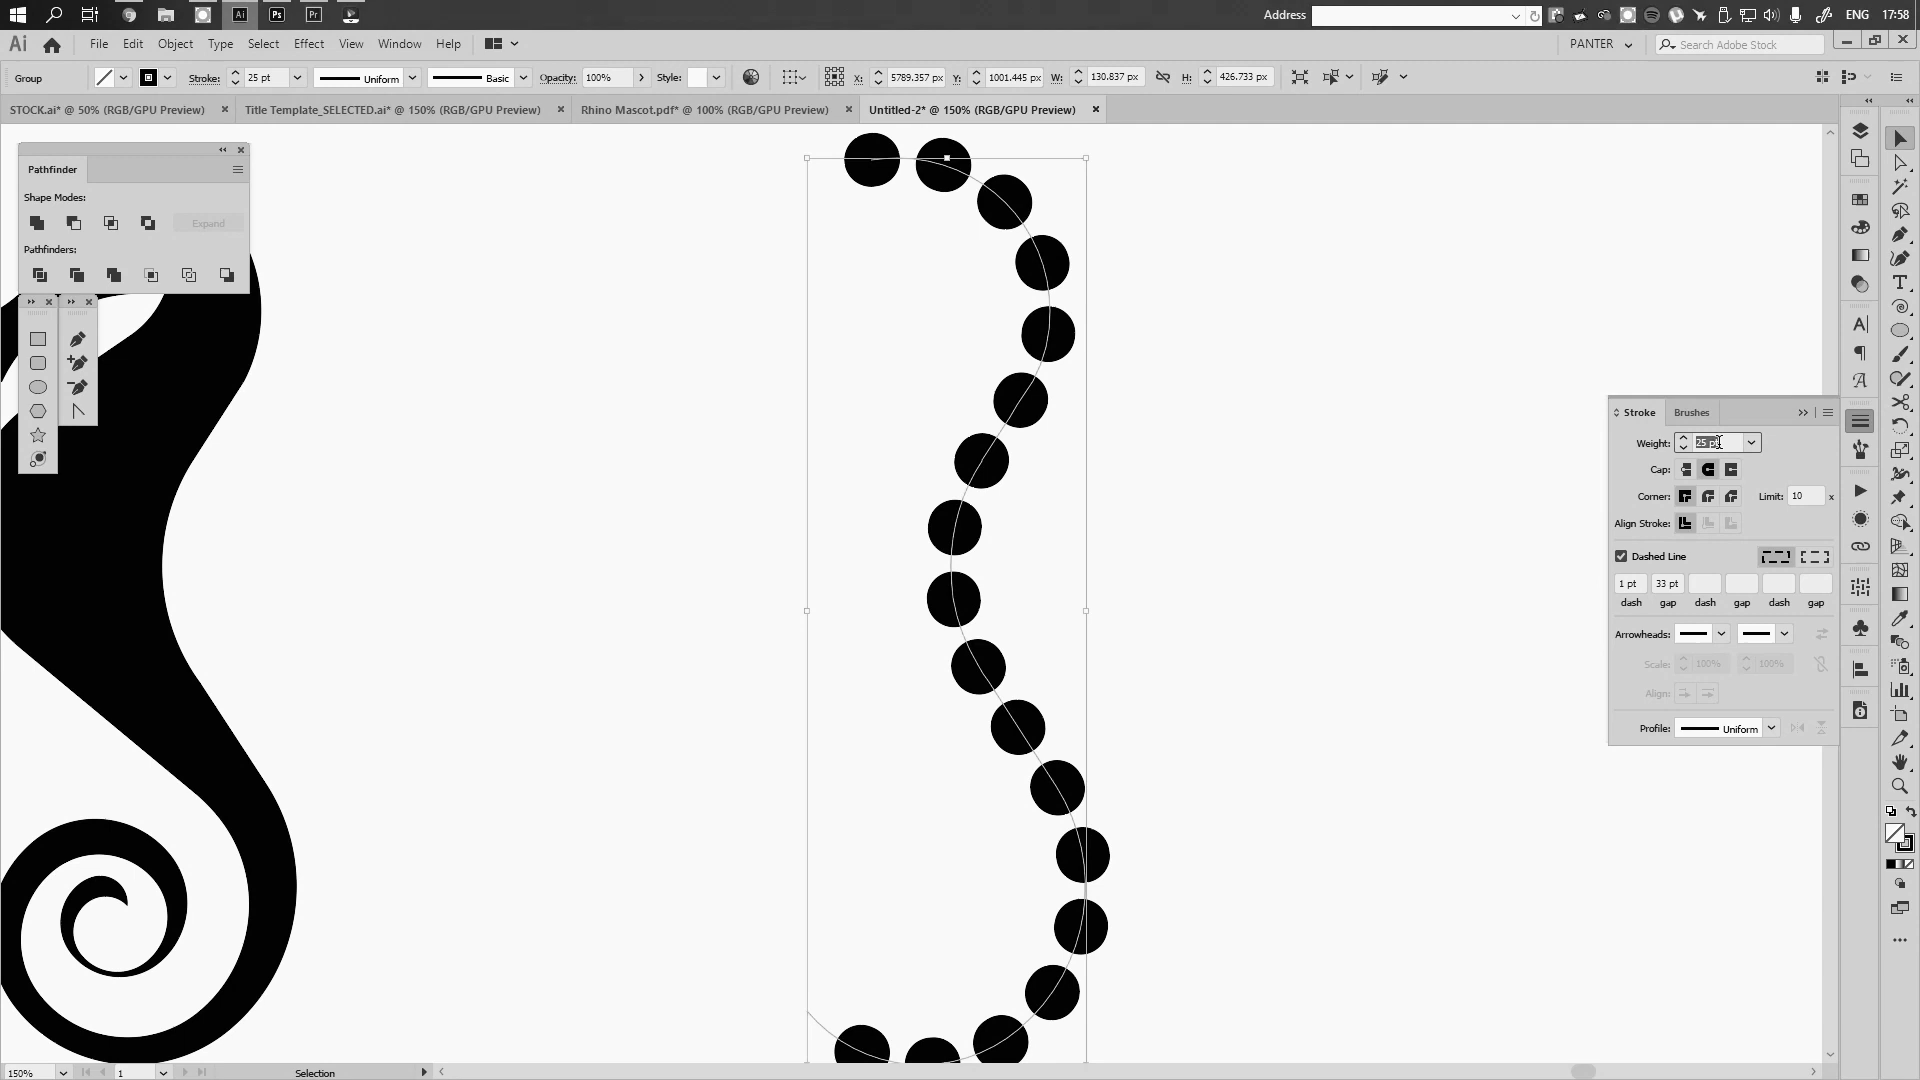 Address
ENG 17:58
Ai File Edit Object Type Select Effect View Window Help PANTER Search Adobe Stock
Group Stroke: 25 pt Uniform Basic Opacity: 100% Style: X: 5789.357 px Y: 1001.445 px W: 130.837 px H: 426.733 px
STOCK.ai* @ 50% (RGB/GPU Preview) Title Template_SELECTED.ai* @ 150% (RGB/GPU Preview) Rhino Mascot.pdf* @ 100% (RGB/GPU Preview) Untitled-2* @ 150% (RGB/GPU Preview)
Pathfinder
Shape Modes:
Expand
Pathfinders:
Stroke Brushes
Weight: 25 pt
Cap:
Corner: Limit: 10 x
Align Stroke:
Dashed Line
1 pt 33 pt
dash gap dash gap dash gap
Arrowheads:
Scale: 100% 100%
Align:
Profile: Uniform
150% 1 Selection